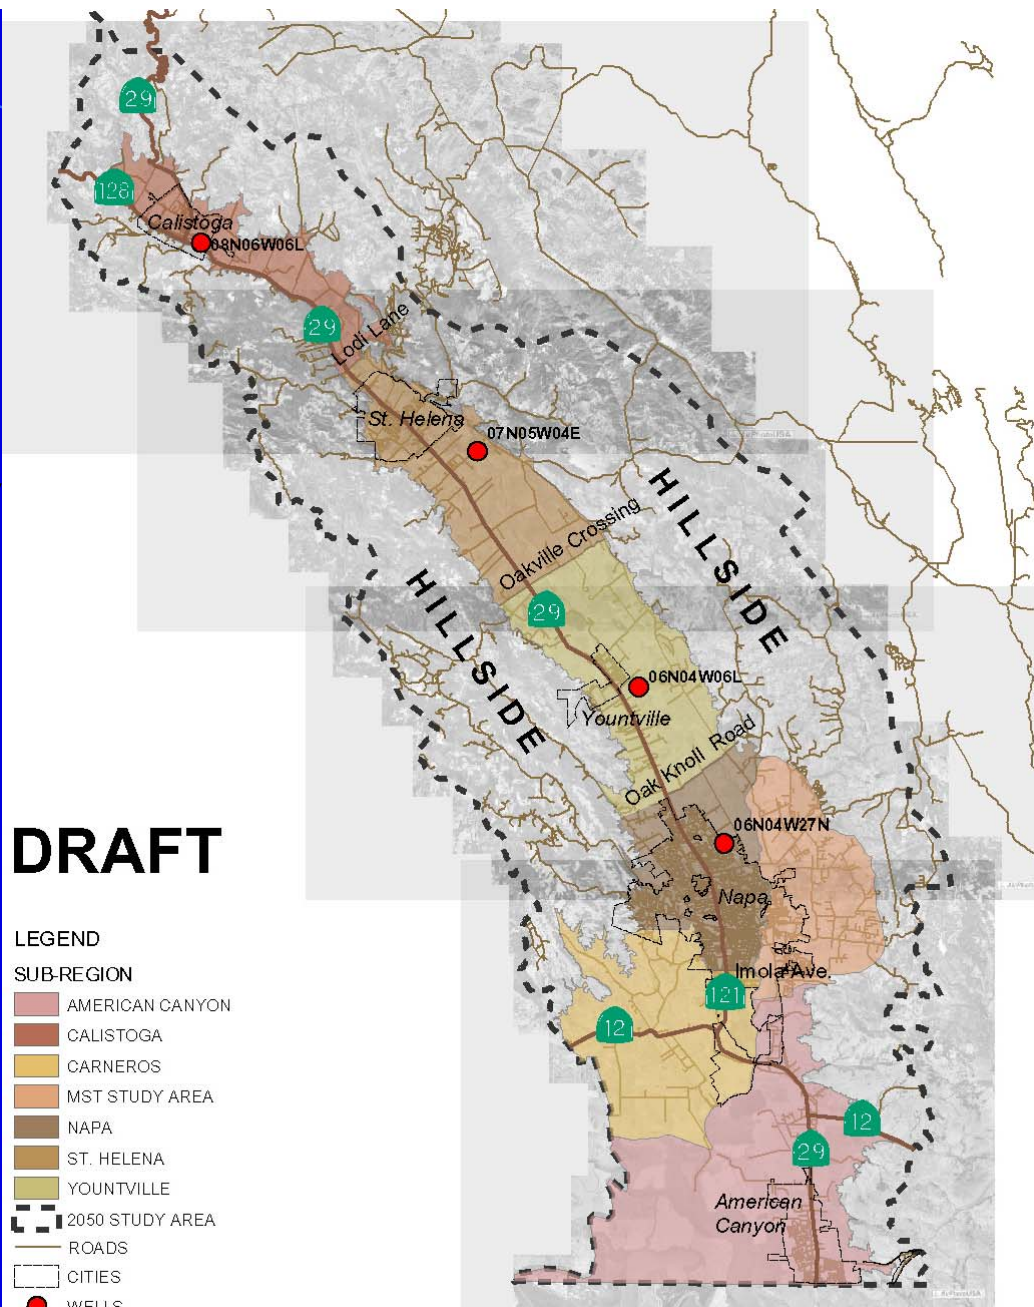 29
128
Calistoga
08N06W06L
29
Lodi Lane
St. Helena
07N05W04E
HILLSIDE
Oakville Crossing
HILLSIDE
29
06N04W06L
Yountville
Oak Knoll Road
06N04W27N
DRAFT
Napa
LEGEND
SUB-REGION
Imola Ave.
121
AMERICAN CANYON
12
CALISTOGA
CARNEROS
MST STUDY AREA
12
NAPA
29
ST. HELENA
YOUNTVILLE
American
Canyon
2050 STUDY AREA
ROADS
CITIES
WELLS